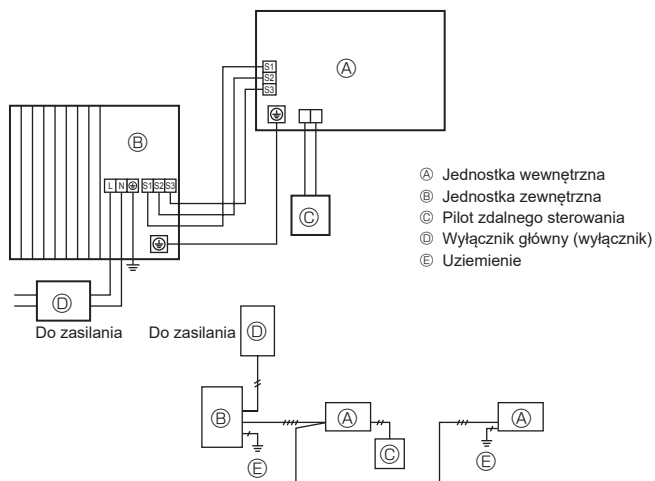 S1
S2
S3
Ⓐ
Ⓑ
L N S1 S2 S3
Ⓒ
Ⓓ
Do zasilania
Ⓐ Jednostka wewnętrzna
Ⓑ Jednostka zewnętrzna
Ⓒ Pilot zdalnego sterowania
Ⓓ Wyłącznik główny (wyłącznik)
Ⓔ Uziemienie
Do zasilania Ⓓ
Ⓑ
Ⓐ
Ⓒ
Ⓔ
Ⓐ
Ⓔ